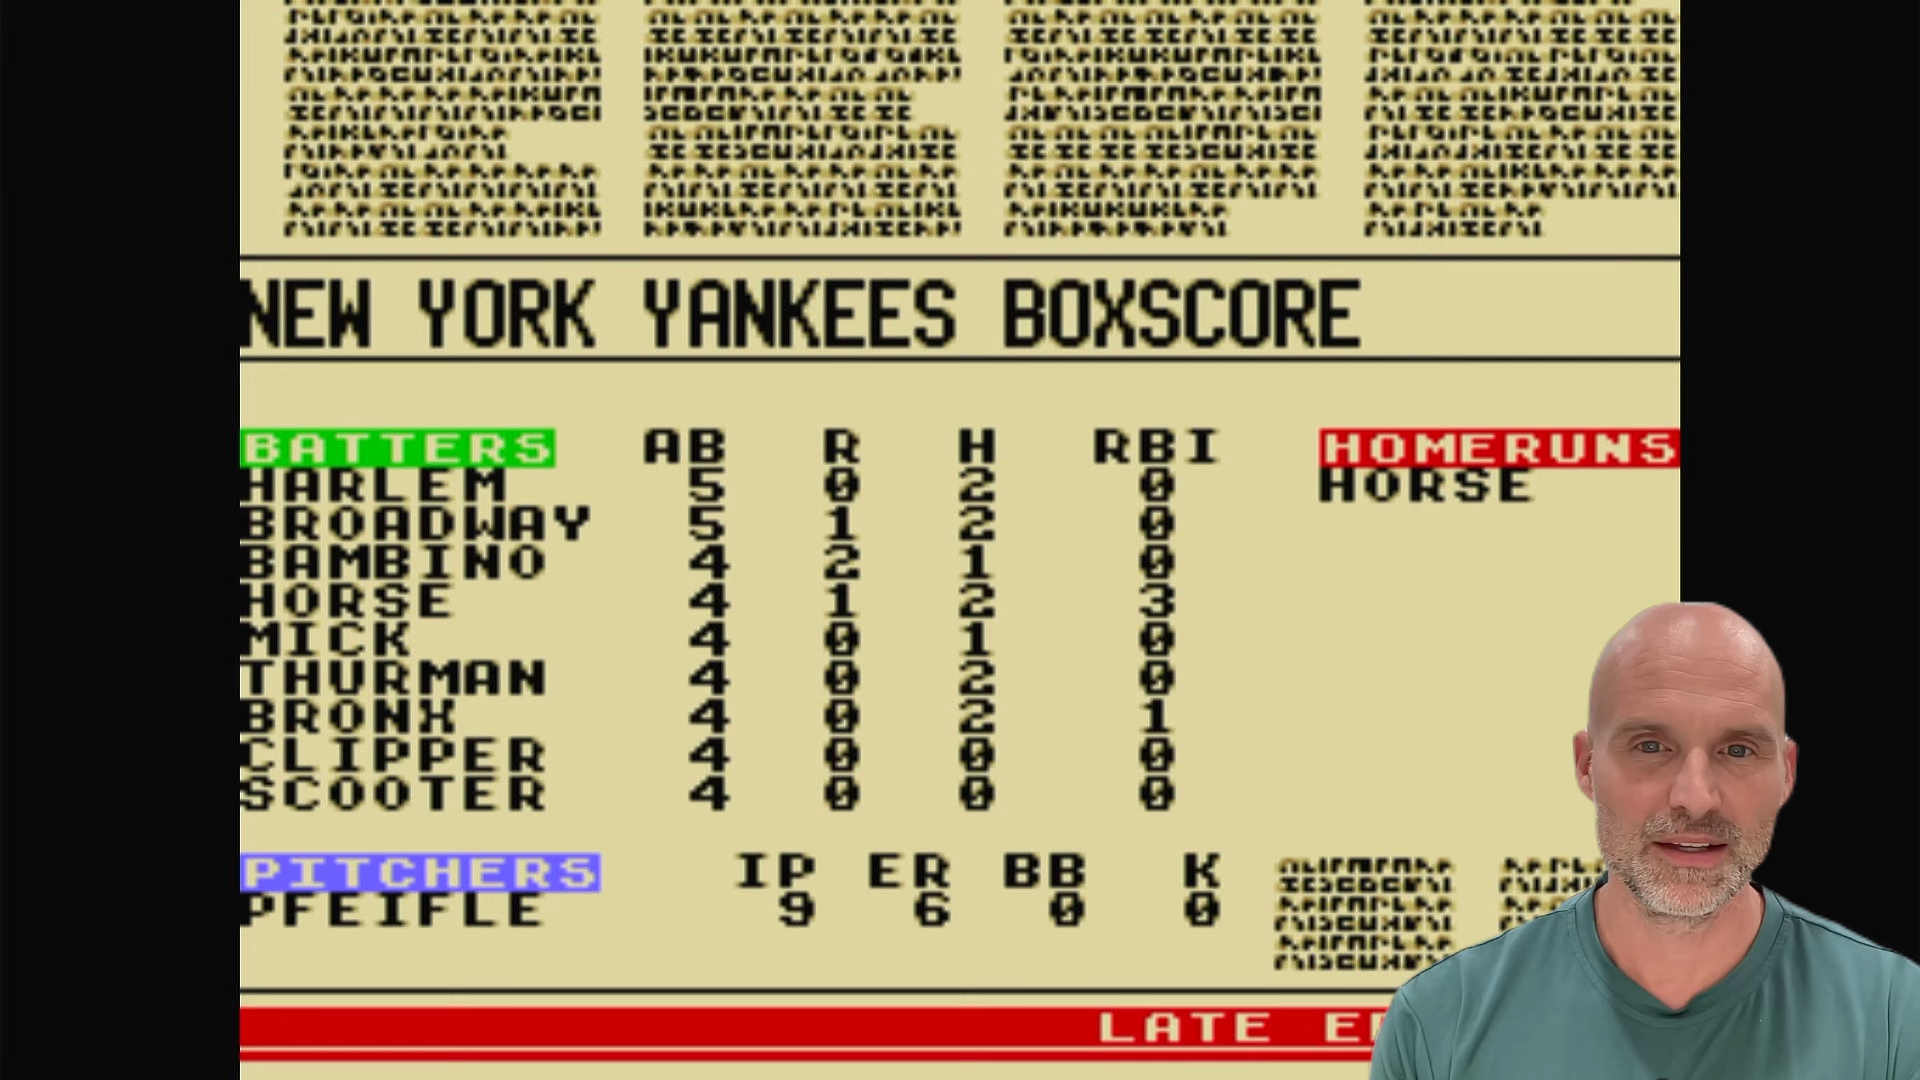 NEW YORK YANKEES BOXSCORE
BATTERS AB R H RBI HOMERUNS
HARLEM 5 0 2 0 HORSE
BROADWAY 5 1 2 0
BAMBINO 4 2 1 0
HORSE 4 1 2 3
MICK 4 0 1 0
THURMAN 4 0 2 0
BRONX 4 0 2 1
CLIPPER 4 0 0 0
SCOOTER 4 0 0 0
PITCHERS IP ER BB K
PFEIFLE 9 6 0 0
LATE